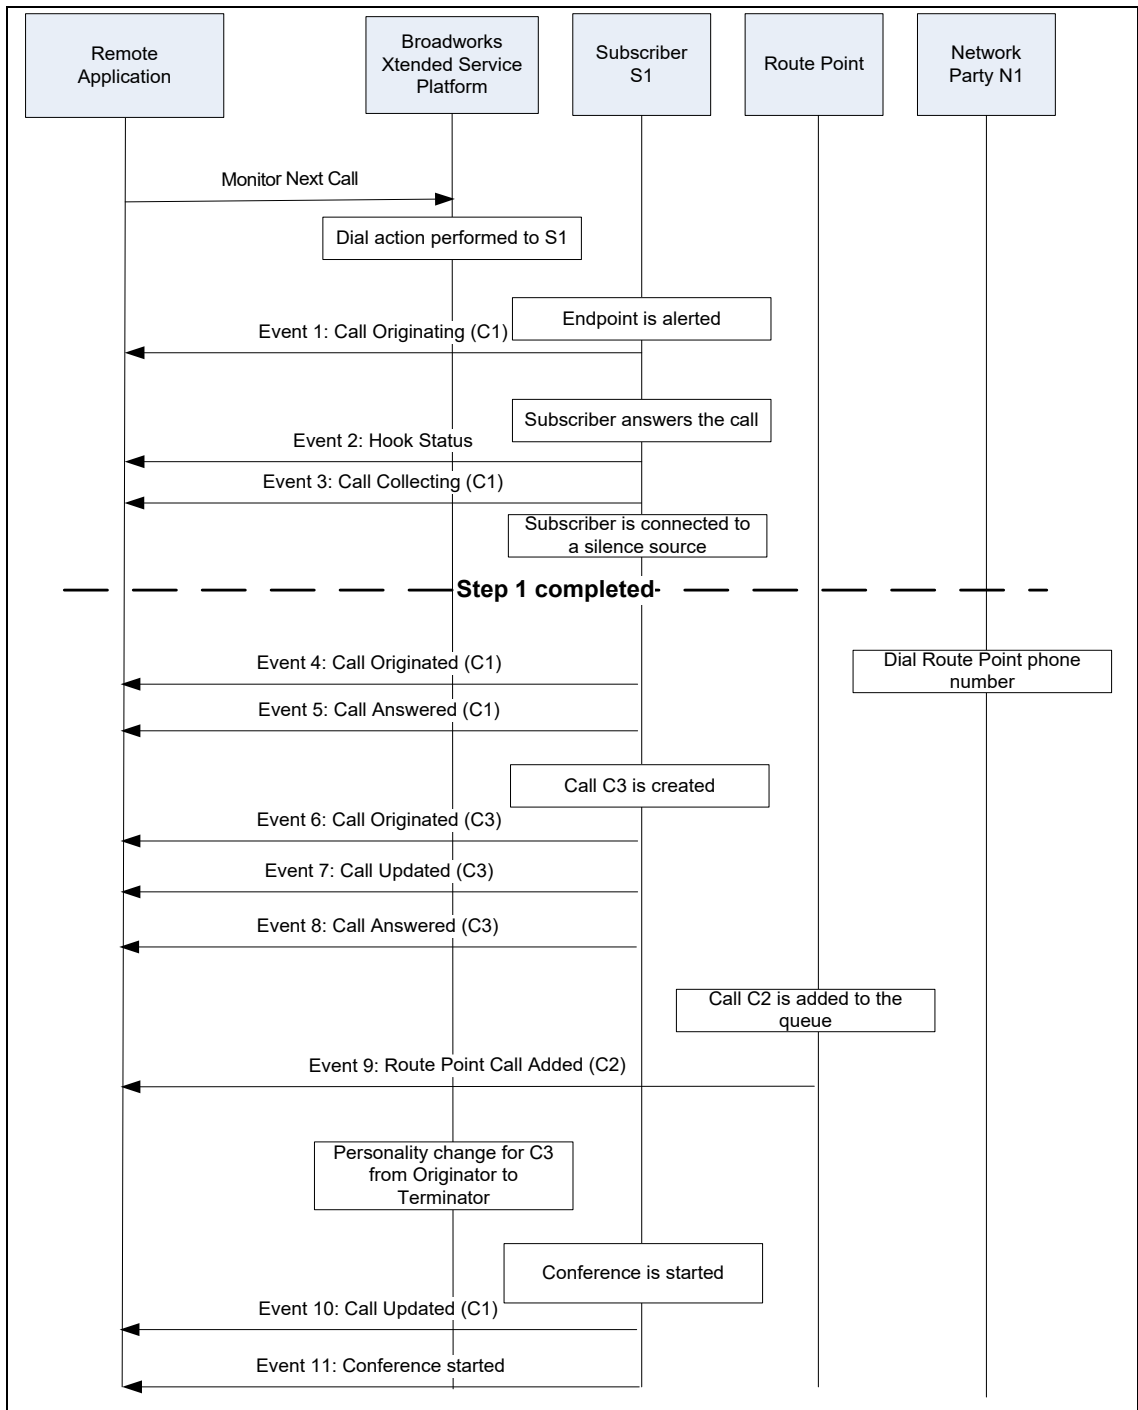 Remote
Application
Broadworks
Xtended Service
Platform
Subscriber
S1
Route Point
Network
Party N1
Monitor Next Call
Dial action performed to S1
Endpoint is alerted
Event 1: Call Originating (C1)
Subscriber answers the call
Event 2: Hook Status
Event 3: Call Collecting (C1)
Subscriber is connected to
a silence source
Step 1 completed
Dial Route Point phone
number
Event 4: Call Originated (C1)
Event 5: Call Answered (C1)
Call C3 is created
Event 6: Call Originated (C3)
Event 7: Call Updated (C3)
Event 8: Call Answered (C3)
Call C2 is added to the
queue
Event 9: Route Point Call Added (C2)
Personality change for C3
from Originator to
Terminator
Conference is started
Event 10: Call Updated (C1)
Event 11: Conference started